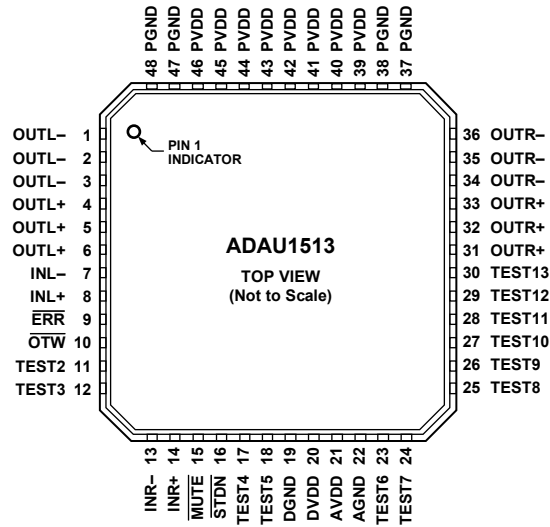 48 PGND
47 PGND
46 PVDD
45 PVDD
44 PVDD
43 PVDD
42 PVDD
41 PVDD
40 PVDD
39 PVDD
38 PGND
37 PGND
OUTL– 1
OUTL– 2
OUTL– 3
OUTL+ 4
OUTL+ 5
OUTL+ 6
INL– 7
INL+ 8
ERR 9
OTW 10
TEST2 11
TEST3 12
PIN 1
INDICATOR
ADAU1513
TOP VIEW
(Not to Scale)
36 OUTR–
35 OUTR–
34 OUTR–
33 OUTR+
32 OUTR+
31 OUTR+
30 TEST13
29 TEST12
28 TEST11
27 TEST10
26 TEST9
25 TEST8
INR– 13
INR+ 14
MUTE 15
STDN 16
TEST4 17
TEST5 18
DGND 19
DVDD 20
AVDD 21
AGND 22
TEST6 23
TEST7 24